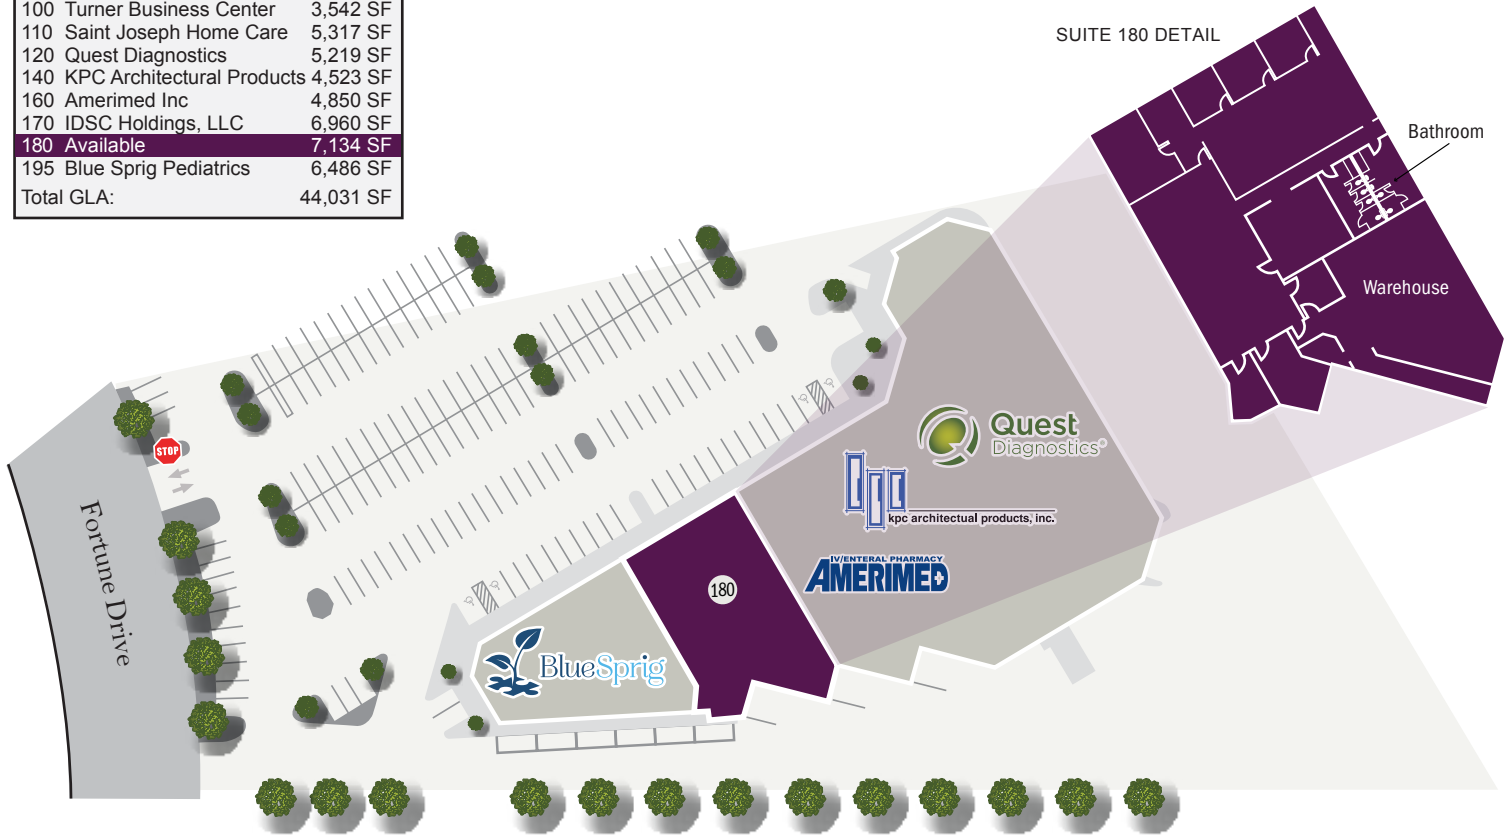 100 Turner Business Center 3,542 SF
110 Saint Joseph Home Care 5,317 SF
120 Quest Diagnostics 5,219 SF
140 KPC Architectural Products 4,523 SF
160 Amerimed Inc 4,850 SF
170 IDSC Holdings, LLC 6,960 SF
180 Available 7,134 SF
195 Blue Sprig Pediatrics 6,486 SF
Total GLA: 44,031 SF
SUITE 180 DETAIL
Bathroom
Warehouse
Quest
Diagnostics®
kpc architectual products, inc.
IV/ENTERAL PHARMACY
AMERIMED
180
BlueSprig
STOP
Fortune Drive